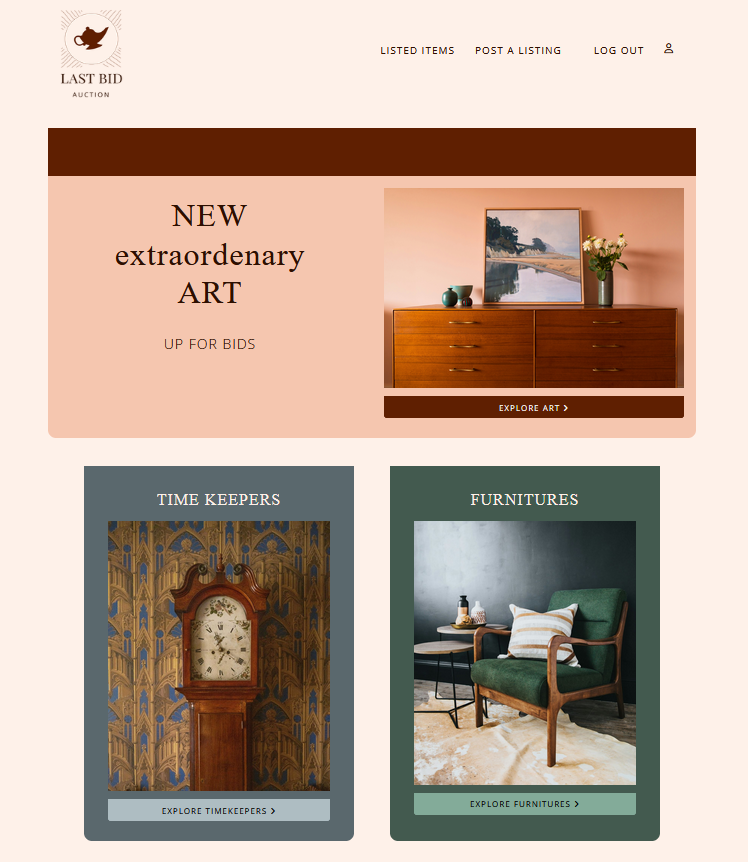 LAST BID
AUCTION
LISTED ITEMS
POST A LISTING
LOG OUT
NEW
extraordenary
ART
UP FOR BIDS
EXPLORE ART
TIME KEEPERS
FURNITURES
EXPLORE TIMEKEEPERS
EXPLORE FURNITURES